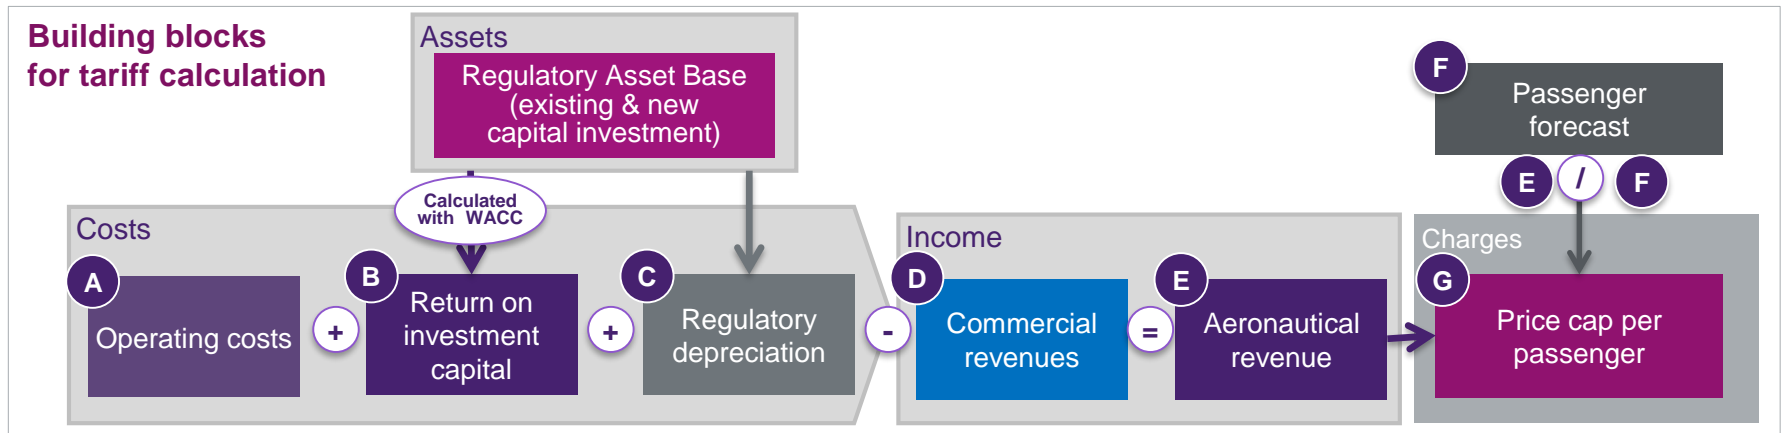 Building blocks
for tariff calculation
Assets
Regulatory Asset Base
(existing & new
capital investment)
F
Passenger
forecast
E / F
Calculated
with WACC
Costs
A
Operating costs
+
B
Return on
investment
capital
+
C
Regulatory
depreciation
-
Income
D
Commercial
revenues
=
E
Aeronautical
revenue
Charges
G
Price cap per
passenger